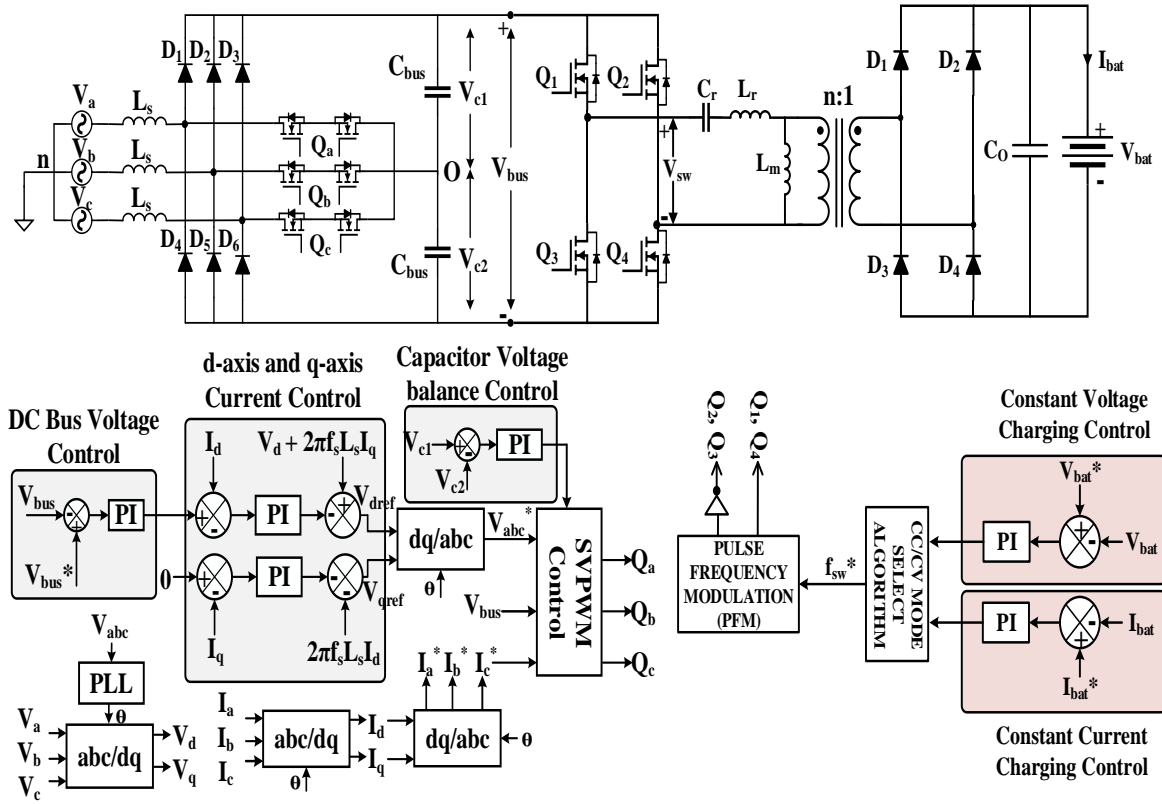 D1 D2 D3
Va
Vb
Vc
n
Ls
Ls
Ls
Qa
Qb
Qc
D4 D5 D6
Cbus
Cbus
O
+
Vc1
Vc2
Vbus
-
Q1
Q2
Q3
Q4
+
Vsw
-
Cr
Lr
Lm
n:1
D1
D2
D3
D4
CO
Ibat
+
Vbat
-
DC Bus Voltage
Control
Vbus
-
+
Vbus*
PI
d-axis and q-axis
Current Control
Id
Vd + 2πfsLsIq
+
-
PI
+
-
Vdref
0
+
-
PI
-
Vqref
Iq
2πfsLsId
Capacitor Voltage
balance Control
Vc1
+
-
Vc2
PI
dq/abc
θ
Vabc*
Vbus
SVPWM
Control
Qa
Qb
Qc
Ia* Ib* Ic*
Vabc
PLL
θ
Va
Vb
Vc
abc/dq
Vd
Vq
Ia
Ib
Ic
abc/dq
θ
Id
Iq
dq/abc
θ
Q2, Q3
Q1, Q4
PULSE
FREQUENCY
MODULATION
(PFM)
fsw*
CC/CV MODE
SELECT
ALGORITHM
Constant Voltage
Charging Control
Vbat*
PI
+
-
Vbat
PI
-
+
Ibat
Ibat*
Constant Current
Charging Control